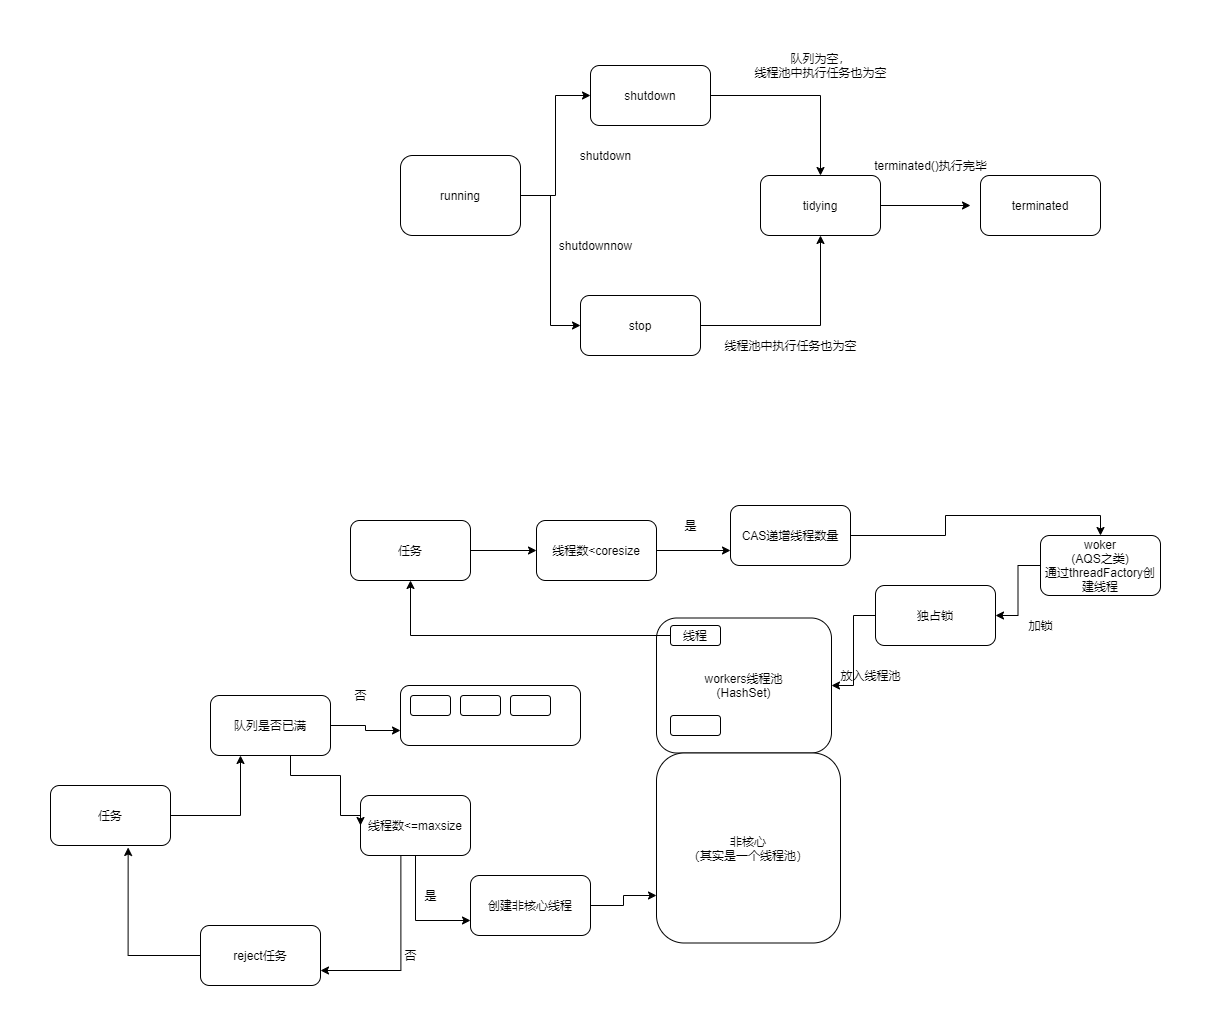 队列为空，
线程池中执行任务也为空
shutdown
shutdown
terminated()执行完毕
running
tidying
terminated
shutdownnow
stop
线程池中执行任务也为空
任务
线程数<coresize
是
CAS递增线程数量
woker
(AQS之类)
通过threadFactory创
建线程
独占锁
加锁
线程
workers线程池
(HashSet)
放入线程池
否
队列是否已满
任务
线程数<=maxsize
非核心
（其实是一个线程池）
是
创建非核心线程
reject任务
否